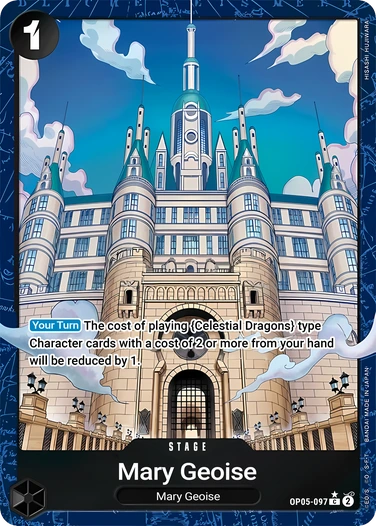 1
HISASHI FUJIWARA
Your Turn The cost of playing {Celestial Dragons} type
Character cards with a cost of 2 or more from your hand
will be reduced by 1.
STAGE
Mary Geoise
Mary Geoise
OP05-097 C 2
BANDAI MADE IN JAPAN